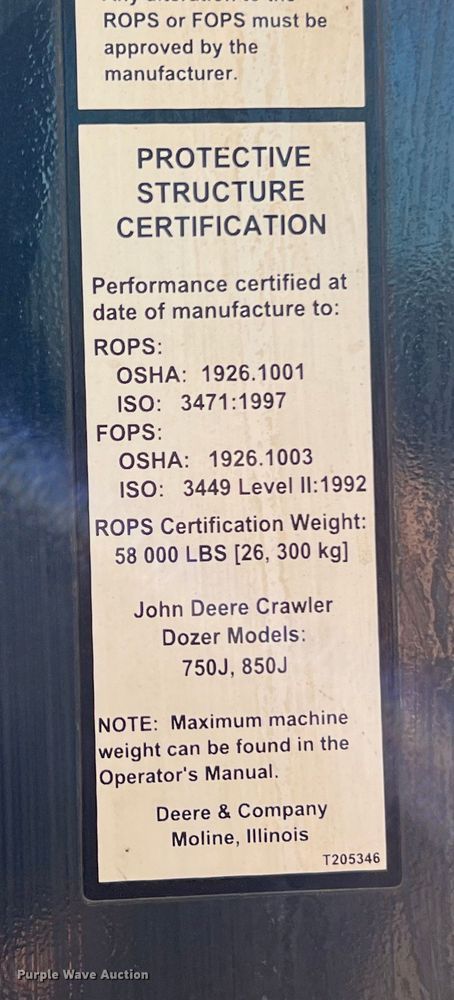 ROPS or FOPS must be
approved by the
manufacturer.
PROTECTIVE
STRUCTURE
CERTIFICATION
Performance certified at
date of manufacture to:
ROPS:
OSHA: 1926.1001
ISO: 3471:1997
FOPS:
OSHA: 1926.1003
ISO: 3449 Level II:1992
ROPS Certification Weight:
58 000 LBS [26, 300 kg]
John Deere Crawler
Dozer Models:
750J, 850J
NOTE: Maximum machine
weight can be found in the
Operator's Manual.
Deere & Company
Moline, Illinois
T205346
Purple Wave Auction